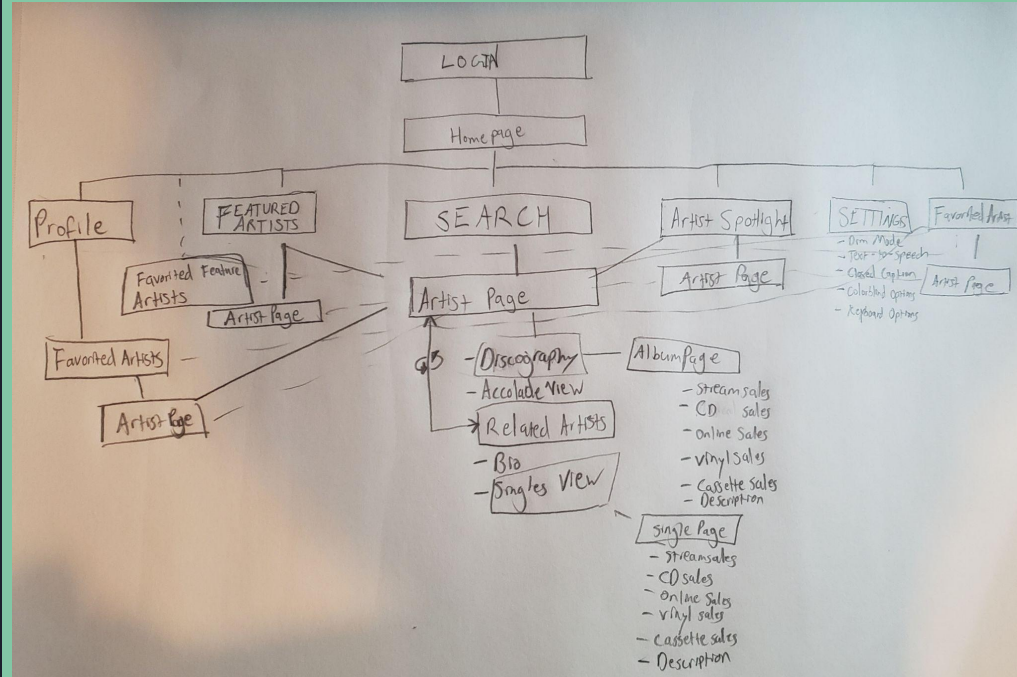 LOGIN
Homepage
Profile
FEATURED
ARTISTS
SEARCH
Artist Spotlight
SETTINGS
- Dim Mode
- Text-to-Speech
- Closed Caption
- Colorblind Options
- Keyboard Options
Favorited Artist
Artist Page
Favorited Feature
Artists
Artist Page
Artist Page
Artist Page
Favorited Artists
Artist Page
- Discography
- Accolade View
Related Artists
- Bio
- Singles View
Album Page
- Stream sales
- CD sales
- Online Sales
- Vinyl sales
- Cassette sales
- Description
Single Page
- Stream sales
- CD sales
- Online Sales
- Vinyl sales
- Cassette sales
- Description